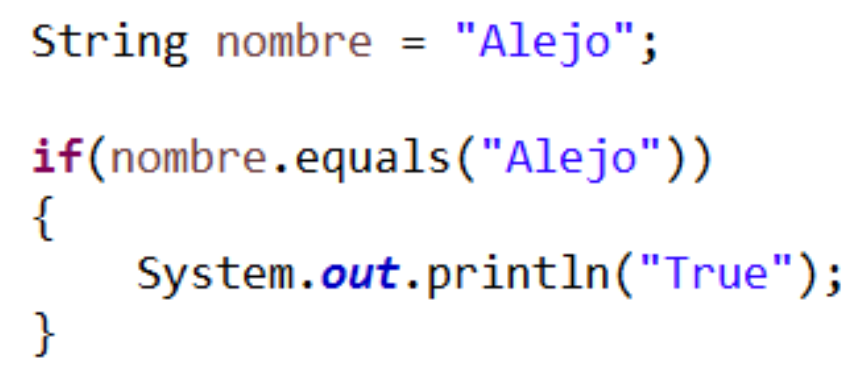 String nombre = "Alejo";
if(nombre.equals("Alejo"))
{
    System.out.println("True");
}